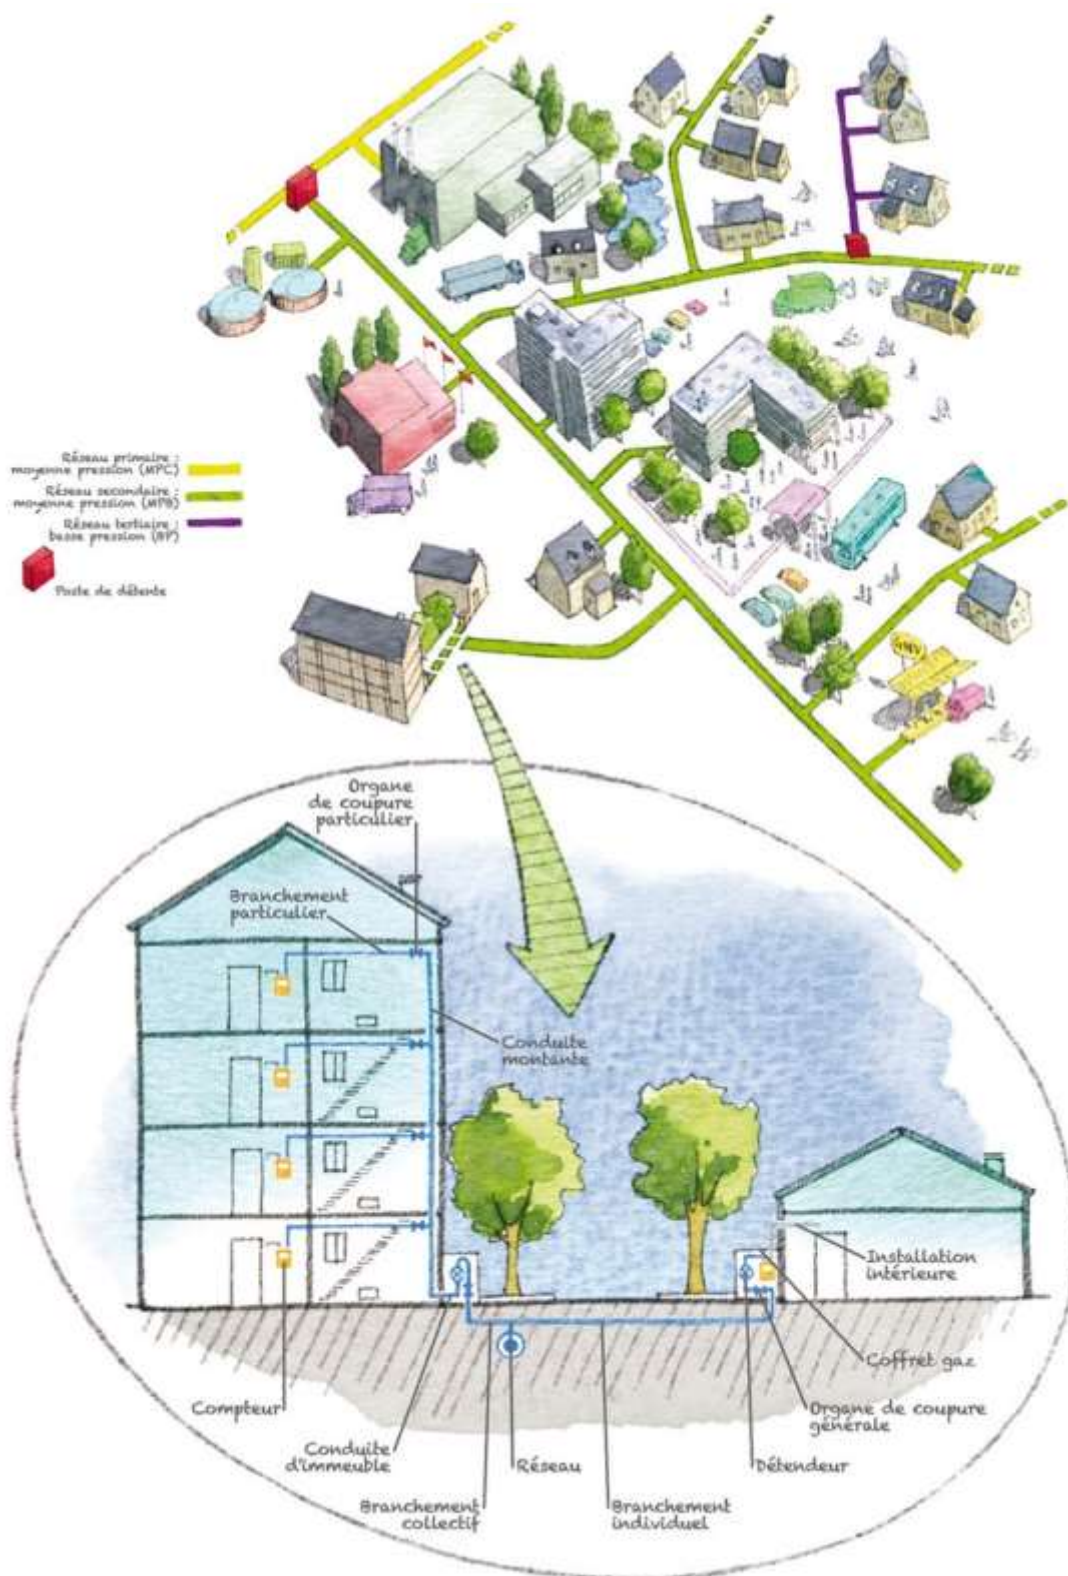 Réseau primaire :
moyenne pression (MPC)
Réseau secondaire :
moyenne pression (MPB)
Réseau tertiaire :
basse pression (BP)
Poste de détente
Organe
de coupure
particulier
Branchement
particulier
Conduite
montante
Installation
intérieure
Coffret gaz
Compteur
Organe de coupure
générale
Conduite
d'immeuble
Réseau
Détendeur
Branchement
collectif
Branchement
individuel